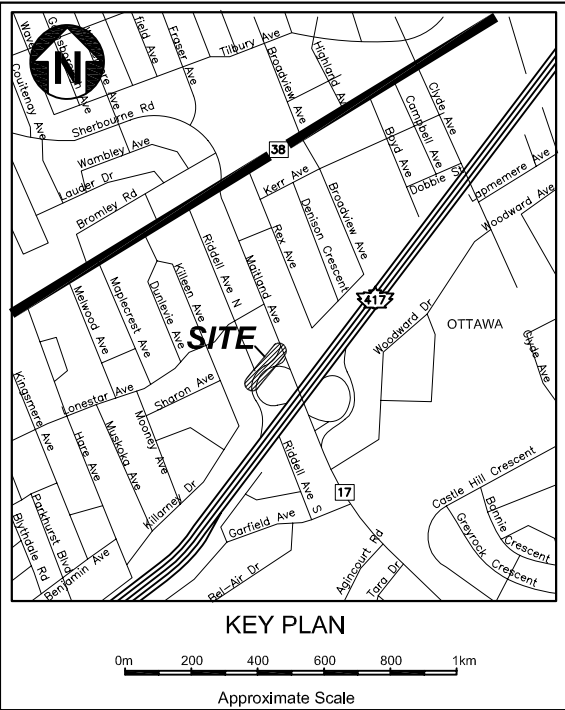 N
Tilbury Ave
Fraser Ave
field Ave
Broadview Ave
Highland Av
Clyde Ave
Campbell Ave
Boyd Ave
Dobbie St
Lapmemere Ave
Woodward Ave
Coultenay Ave
Sherbourne Rd
Wambley Ave
Lauder Dr
Bromley Rd
38
Kerr Ave
Broadview Ave
Denison Crescent
Rex Ave
Maitland Ave
Riddell Ave N
Killeen Ave
Dunlevie Ave
Maplecrest Ave
Melwood Ave
417
Woodward Dr
OTTAWA
Clyde Ave
SITE
Lonestar Ave
Sharon Ave
Kingsmere Ave
Hare Ave
Muskoka Ave
Mooney Ave
Killarney Dr
Riddell Ave S
17
Garfield Ave
Castle Hill Crescent
Bannie Crescent
Greyrock Crescent
Parkhurst Blvd
Blythdale Rd
Benjamin Ave
Bel-Air Dr
Agincourt Rd
Tara Dr
KEY PLAN
0m 200 400 600 800 1km
Approximate Scale